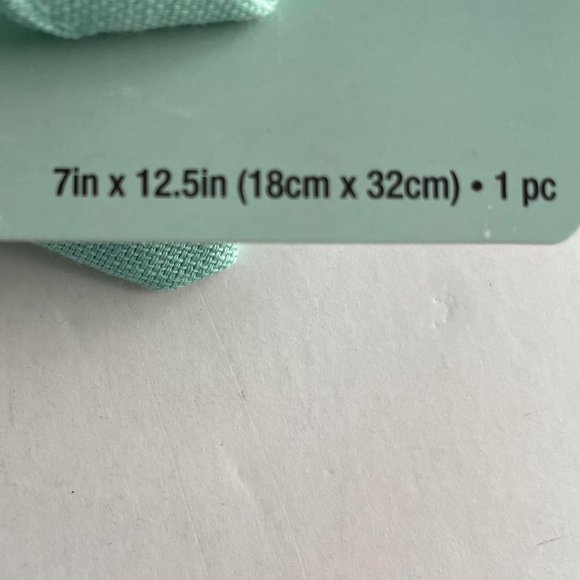 7in x 12.5in (18cm x 32cm) • 1 pc